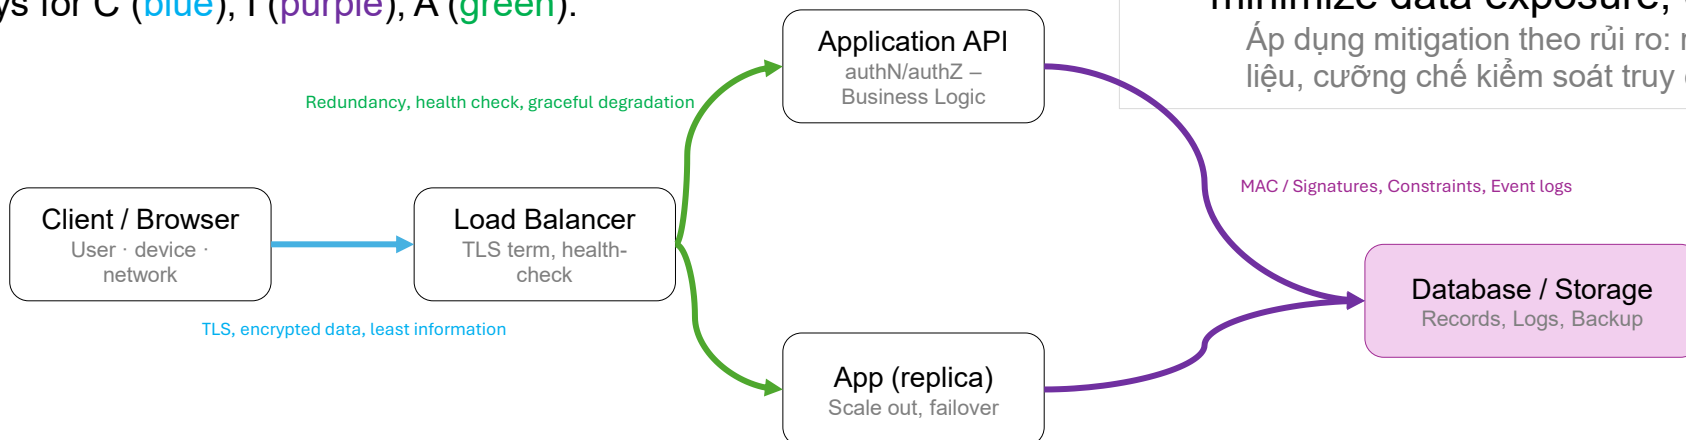 ys for C (blue), I (purple), A (green).
minimize data exposure,
Áp dụng mitigation theo rủi ro:
liệu, cưỡng chế kiểm soát truy
Application API
authN/authZ –
Business Logic
Redundancy, health check, graceful degradation
MAC / Signatures, Constraints, Event logs
Client / Browser
User · device ·
network
Load Balancer
TLS term, health-
check
Database / Storage
Records, Logs, Backup
TLS, encrypted data, least information
App (replica)
Scale out, failover